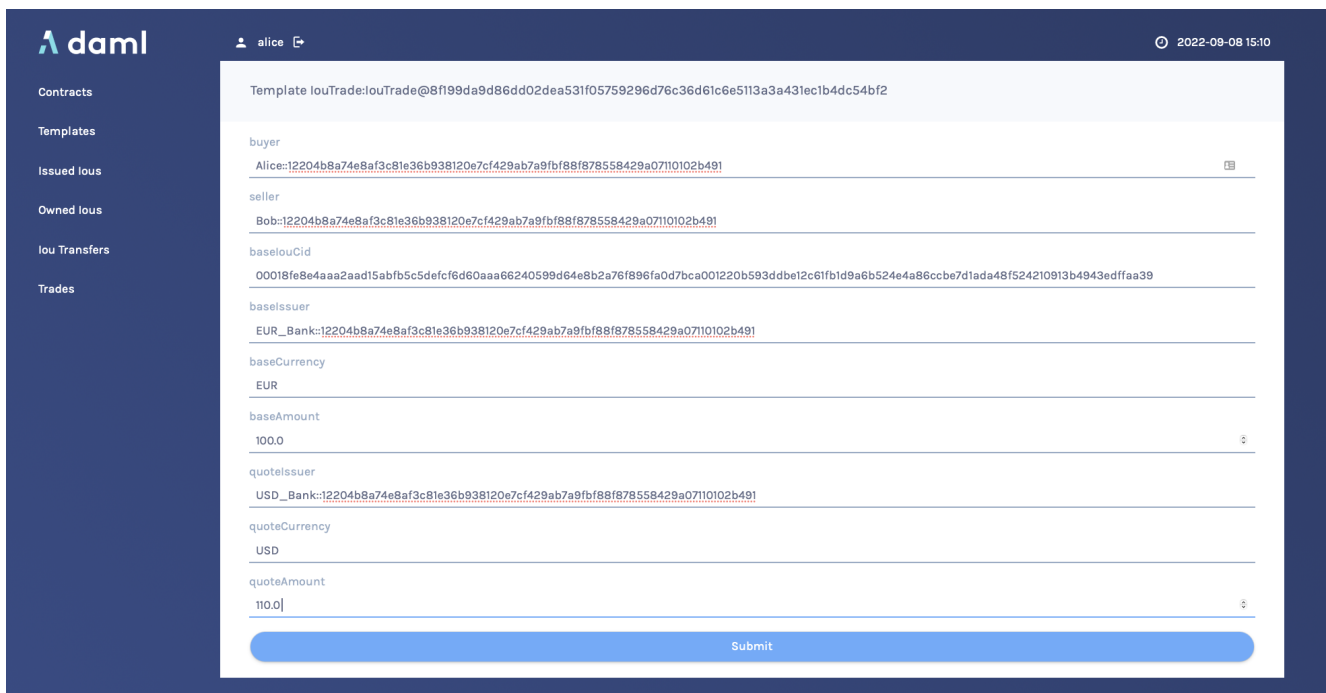 daml
alice
2022-09-08 15:10
Contracts
Templates
Issued Ious
Owned Ious
Iou Transfers
Trades
Template IouTrade:IouTrade@8f199da9d86dd02dea531f05759296d76c36d61c6e5113a3a431ec1b4dc54bf2
buyer
Alice::12204b8a74e8af3c81e36b938120e7cf429ab7a9fbf88f878558429a07110102b491
seller
Bob::12204b8a74e8af3c81e36b938120e7cf429ab7a9fbf88f878558429a07110102b491
baseIouCid
00018fe8e4aaa2aad15abfb5c5defcf6d60aaa66240599d64e8b2a76f896fa0d7bca001220b593ddbe12c61fb1d9a6b524e4a86ccbe7d1ada48f524210913b4943edffaa39
baseIssuer
EUR_Bank::12204b8a74e8af3c81e36b938120e7cf429ab7a9fbf88f878558429a07110102b491
baseCurrency
EUR
baseAmount
100.0
quoteIssuer
USD_Bank::12204b8a74e8af3c81e36b938120e7cf429ab7a9fbf88f878558429a07110102b491
quoteCurrency
USD
quoteAmount
110.0
Submit